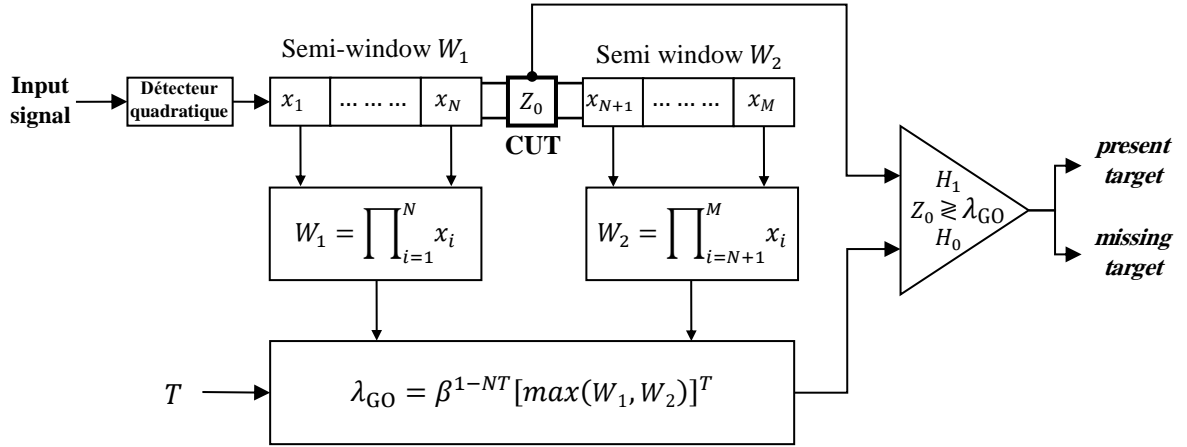 Semi-window W₁
Semi window W₂
Input signal
Détecteur quadratique
x₁ … … … x_N
Z₀
x_{N+1} … … … x_M
CUT
W₁ = ∏_{i=1}^{N} x_i
W₂ = ∏_{i=N+1}^{M} x_i
H₁
Z₀ ≷ λ_GO
H₀
present target
missing target
T
λ_GO = β^{1−NT}[max(W₁, W₂)]^T